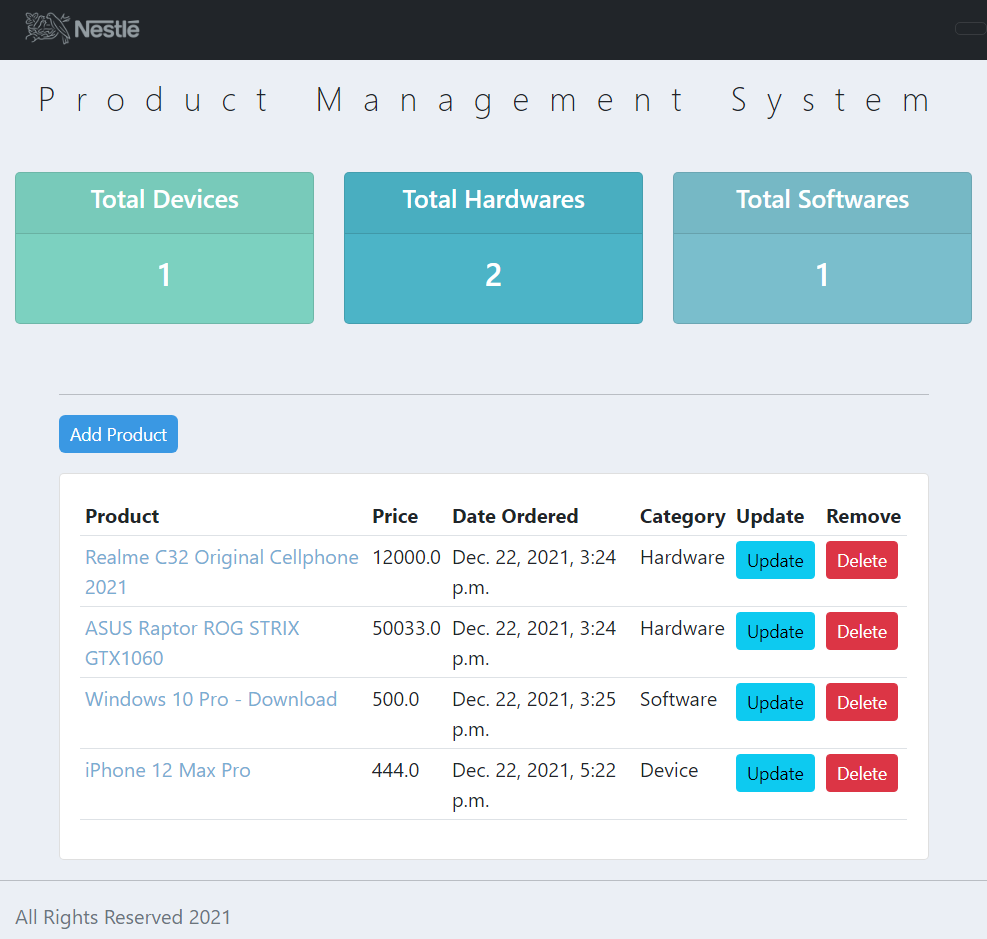 Nestlé
Product Management System
Total Devices
1
Total Hardwares
2
Total Softwares
1
Add Product
Product Price Date Ordered Category Update Remove
Realme C32 Original Cellphone 12000.0 Dec. 22, 2021, 3:24 Hardware Update Delete
2021 p.m.
ASUS Raptor ROG STRIX 50033.0 Dec. 22, 2021, 3:24 Hardware Update Delete
GTX1060 p.m.
Windows 10 Pro - Download 500.0 Dec. 22, 2021, 3:25 Software Update Delete
p.m.
iPhone 12 Max Pro 444.0 Dec. 22, 2021, 5:22 Device Update Delete
p.m.
All Rights Reserved 2021